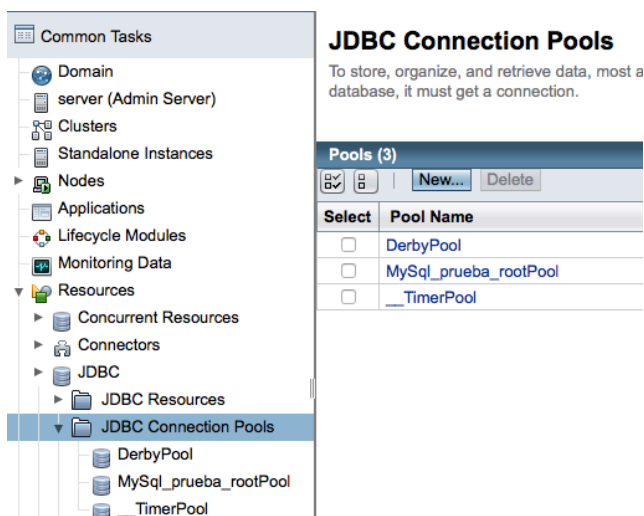 Common Tasks
Domain
server (Admin Server)
Clusters
Standalone Instances
Nodes
Applications
Lifecycle Modules
Monitoring Data
Resources
Concurrent Resources
Connectors
JDBC
JDBC Resources
JDBC Connection Pools
DerbyPool
MySql_prueba_rootPool
__TimerPool
JDBC Connection Pools
To store, organize, and retrieve data, most a
database, it must get a connection.
Pools (3)
New... Delete
Select Pool Name
DerbyPool
MySql_prueba_rootPool
__TimerPool